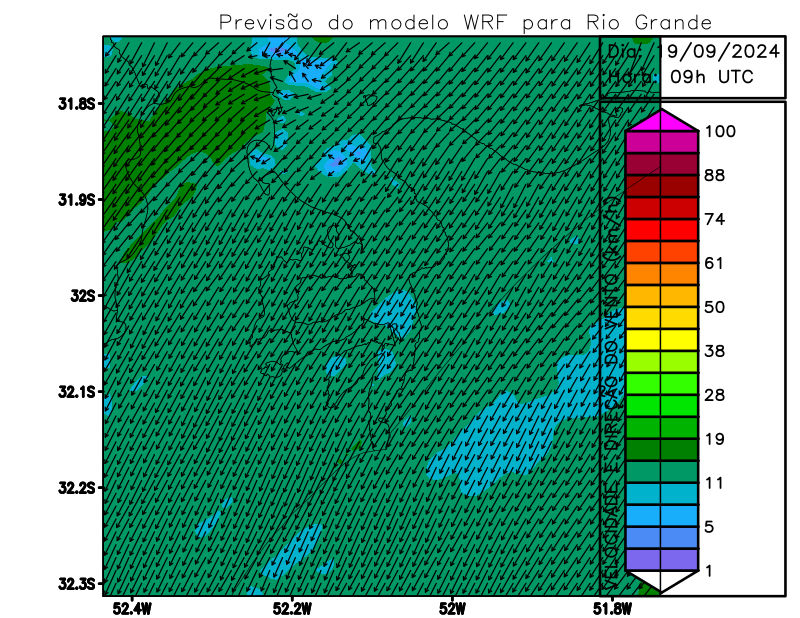 Previsão do modelo WRF para Rio Grande
Dia: 19/09/2024
Hora: 09h UTC
31.8S
31.9S
32S
32.1S
32.2S
32.3S
52.4W
52.2W
52W
51.8W
VELOCIDADE E DIREÇÃO DO VENTO (km/h)
100
88
74
61
50
38
28
19
11
5
1